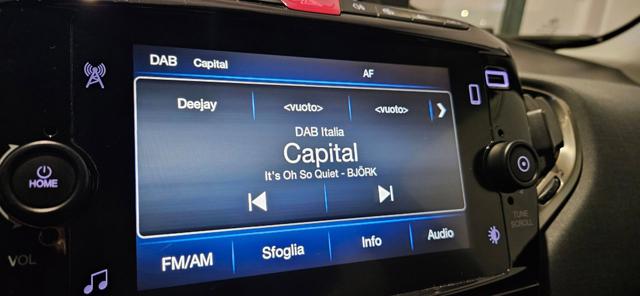 DAB Capital
AF
Deejay <vuoto> <vuoto>
DAB Italia
Capital
It's Oh So Quiet - BJÖRK
FM/AM Sfoglia Info Audio
HOME
VOL
TUNE
SCROLL